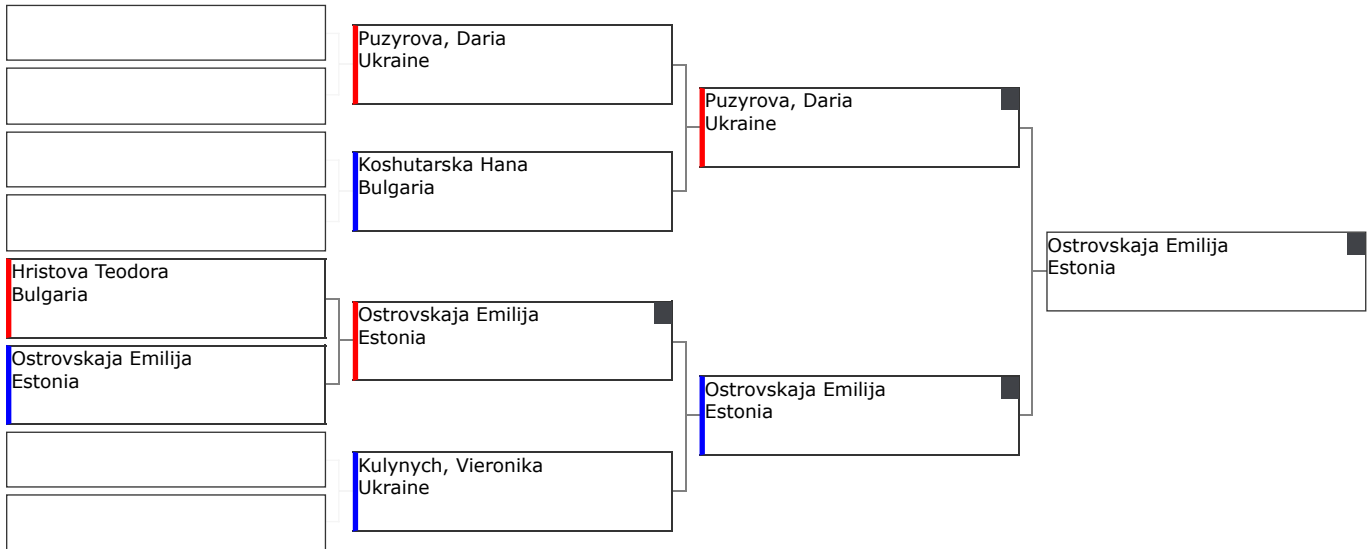 Puzyrova, Daria
Ukraine
Koshutarska Hana
Bulgaria
Hristova Teodora
Bulgaria
Ostrovskaja Emilija
Estonia
Ostrovskaja Emilija
Estonia
Kulynych, Vieronika
Ukraine
Puzyrova, Daria
Ukraine
Ostrovskaja Emilija
Estonia
Ostrovskaja Emilija
Estonia